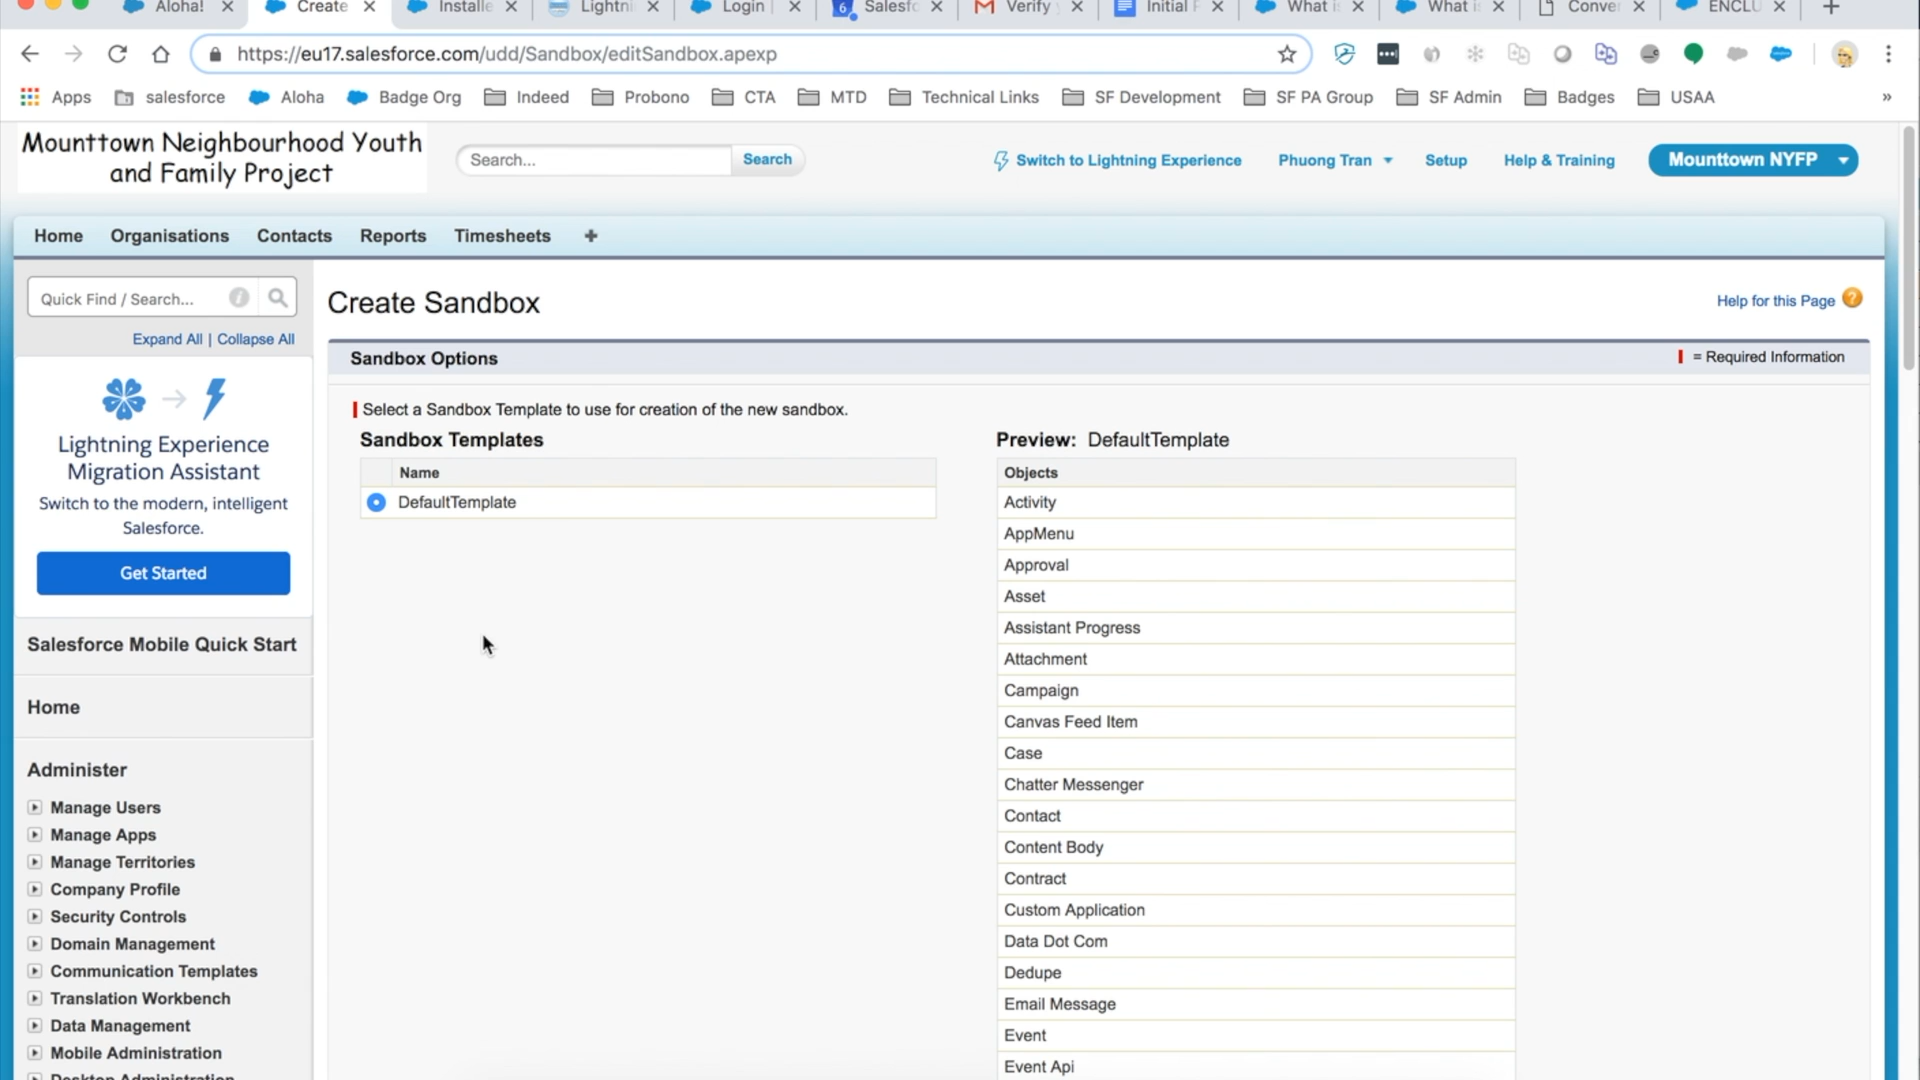 Aloha!
Create
Installe
Lightni
Login
Salesfo
Verify
Initial
What is
What is
Conve
ENCLU
https://eu17.salesforce.com/udd/Sandbox/editSandbox.apexp
Apps
salesforce
Aloha
Badge Org
Indeed
Probono
CTA
MTD
Technical Links
SF Development
SF PA Group
SF Admin
Badges
USAA
»
Mounttown Neighbourhood Youth
and Family Project
Search...
Search
Switch to Lightning Experience
Phuong Tran
Setup
Help & Training
Mounttown NYFP
Home
Organisations
Contacts
Reports
Timesheets
+
Quick Find / Search...
Expand All | Collapse All
Lightning Experience
Migration Assistant
Switch to the modern, intelligent
Salesforce.
Get Started
Salesforce Mobile Quick Start
Home
Administer
Manage Users
Manage Apps
Manage Territories
Company Profile
Security Controls
Domain Management
Communication Templates
Translation Workbench
Data Management
Mobile Administration
Desktop Administration
Create Sandbox
Help for this Page
Sandbox Options
= Required Information
Select a Sandbox Template to use for creation of the new sandbox.
Sandbox Templates
Name
DefaultTemplate
Preview: DefaultTemplate
Objects
Activity
AppMenu
Approval
Asset
Assistant Progress
Attachment
Campaign
Canvas Feed Item
Case
Chatter Messenger
Contact
Content Body
Contract
Custom Application
Data Dot Com
Dedupe
Email Message
Event
Event Api